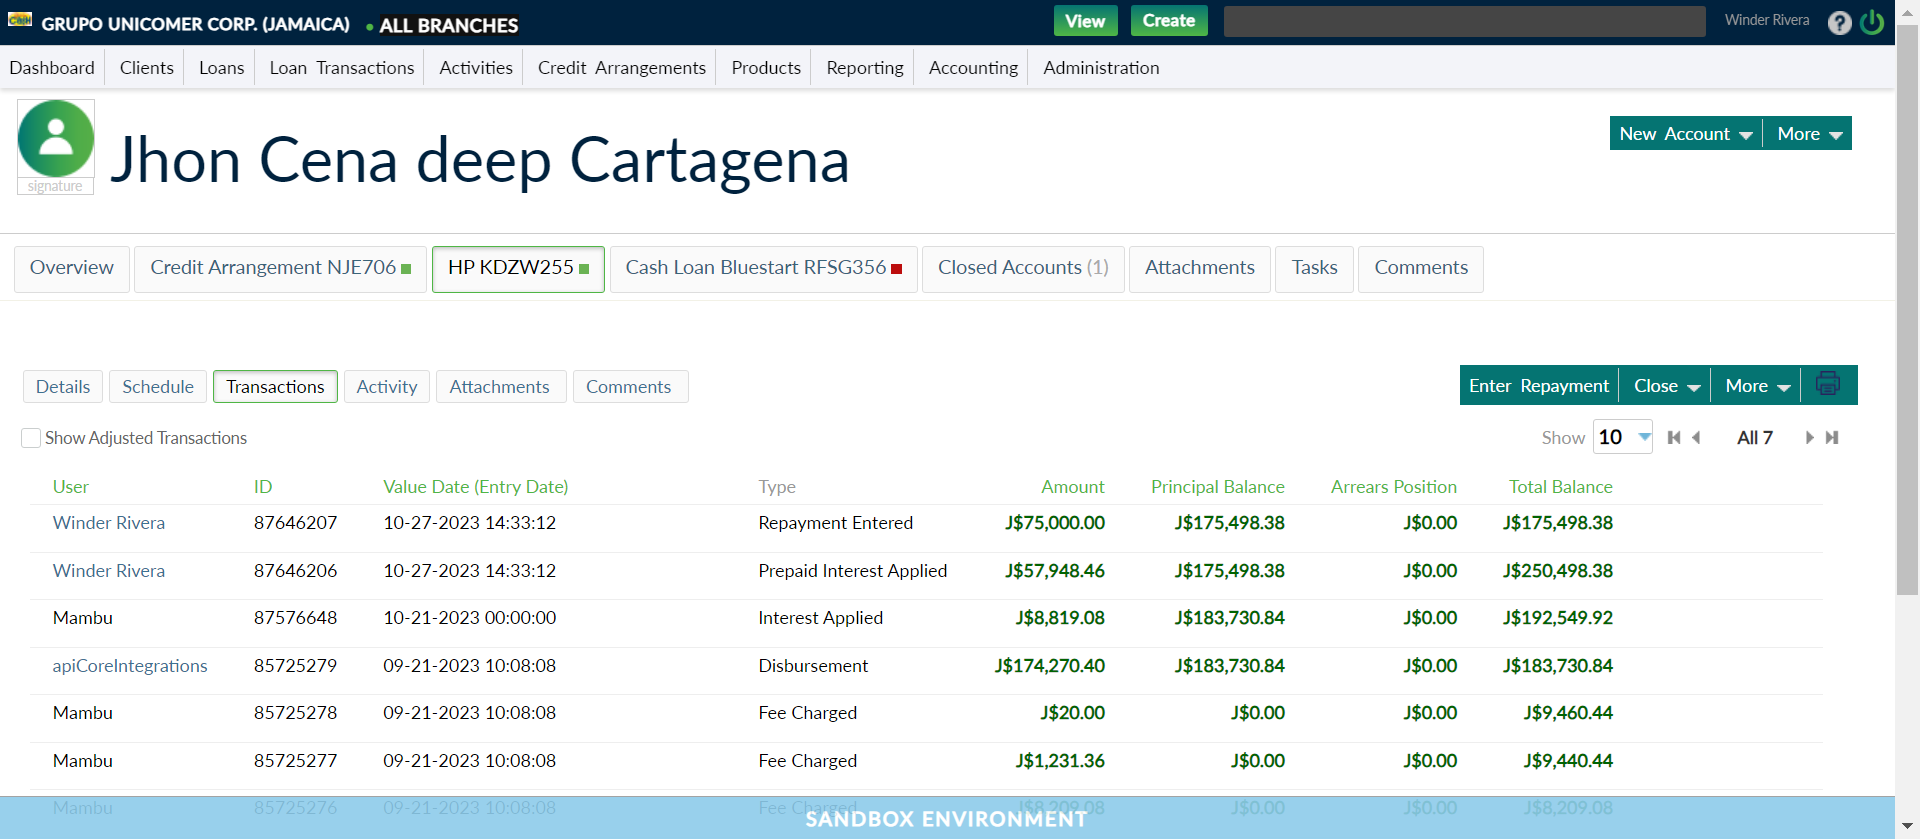 Cash GRUPO UNICOMER CORP. (JAMAICA) ALL BRANCHES View Create Winder Rivera ?
Dashboard Clients Loans Loan Transactions Activities Credit Arrangements Products Reporting Accounting Administration
signature
Jhon Cena deep Cartagena
New Account More
Overview Credit Arrangement NJE706 HP KDZW255 Cash Loan Bluestart RFSG356 Closed Accounts (1) Attachments Tasks Comments
Details Schedule Transactions Activity Attachments Comments Enter Repayment Close More
Show Adjusted Transactions Show 10 All 7
User ID Value Date (Entry Date) Type Amount Principal Balance Arrears Position Total Balance
Winder Rivera 87646207 10-27-2023 14:33:12 Repayment Entered J$75,000.00 J$175,498.38 J$0.00 J$175,498.38
Winder Rivera 87646206 10-27-2023 14:33:12 Prepaid Interest Applied J$57,948.46 J$175,498.38 J$0.00 J$250,498.38
Mambu 87576648 10-21-2023 00:00:00 Interest Applied J$8,819.08 J$183,730.84 J$0.00 J$192,549.92
apiCoreIntegrations 85725279 09-21-2023 10:08:08 Disbursement J$174,270.40 J$183,730.84 J$0.00 J$183,730.84
Mambu 85725278 09-21-2023 10:08:08 Fee Charged J$20.00 J$0.00 J$0.00 J$9,460.44
Mambu 85725277 09-21-2023 10:08:08 Fee Charged J$1,231.36 J$0.00 J$0.00 J$9,440.44
Mambu 85725276 09-21-2023 10:08:08 Fee Charged J$8,209.08 J$0.00 J$0.00 J$8,209.08
SANDBOX ENVIRONMENT